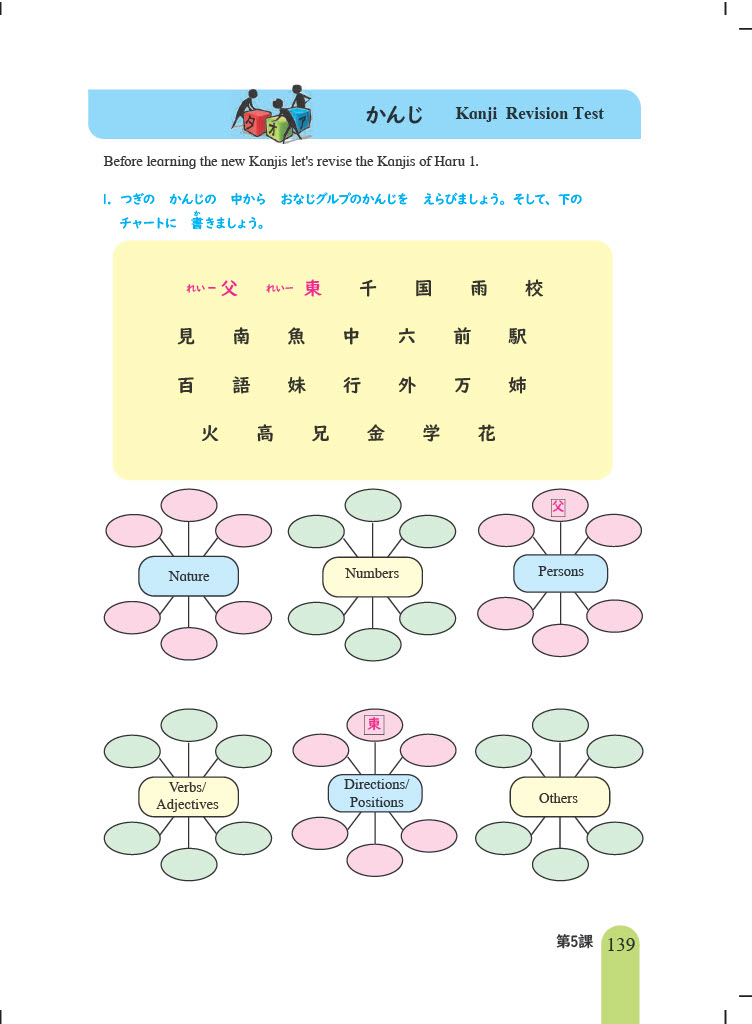 タオア
かんじ Kanji Revision Test
Before learning the new Kanjis let's revise the Kanjis of Haru 1.
1. つぎの かんじの 中から おなじグルプのかんじを えらびましょう。そして、下の
か
チャートに 書きましょう。
れいー父 れいー 東 千 国 雨 校
見 南 魚 中 六 前 駅
百 語 妹 行 外 万 姉
火 高 兄 金 学 花
父
Nature
Numbers
Persons
東
Verbs/
Adjectives
Directions/
Positions
Others
第5課 139